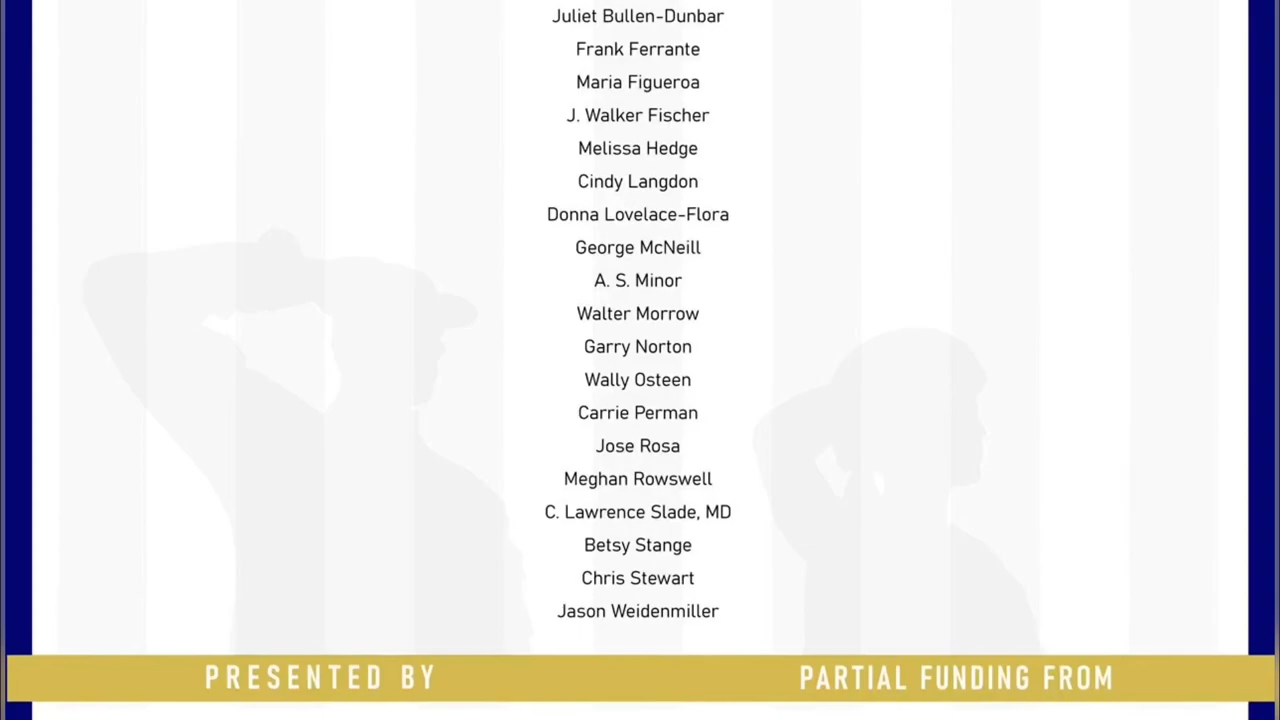 Juliet Bullen-Dunbar
Frank Ferrante
Maria Figueroa
J. Walker Fischer
Melissa Hedge
Cindy Langdon
Donna Lovelace-Flora
George McNeill
A. S. Minor
Walter Morrow
Garry Norton
Wally Osteen
Carrie Perman
Jose Rosa
Meghan Rowswell
C. Lawrence Slade, MD
Betsy Stange
Chris Stewart
Jason Weidenmiller
PRESENTED BY
PARTIAL FUNDING FROM